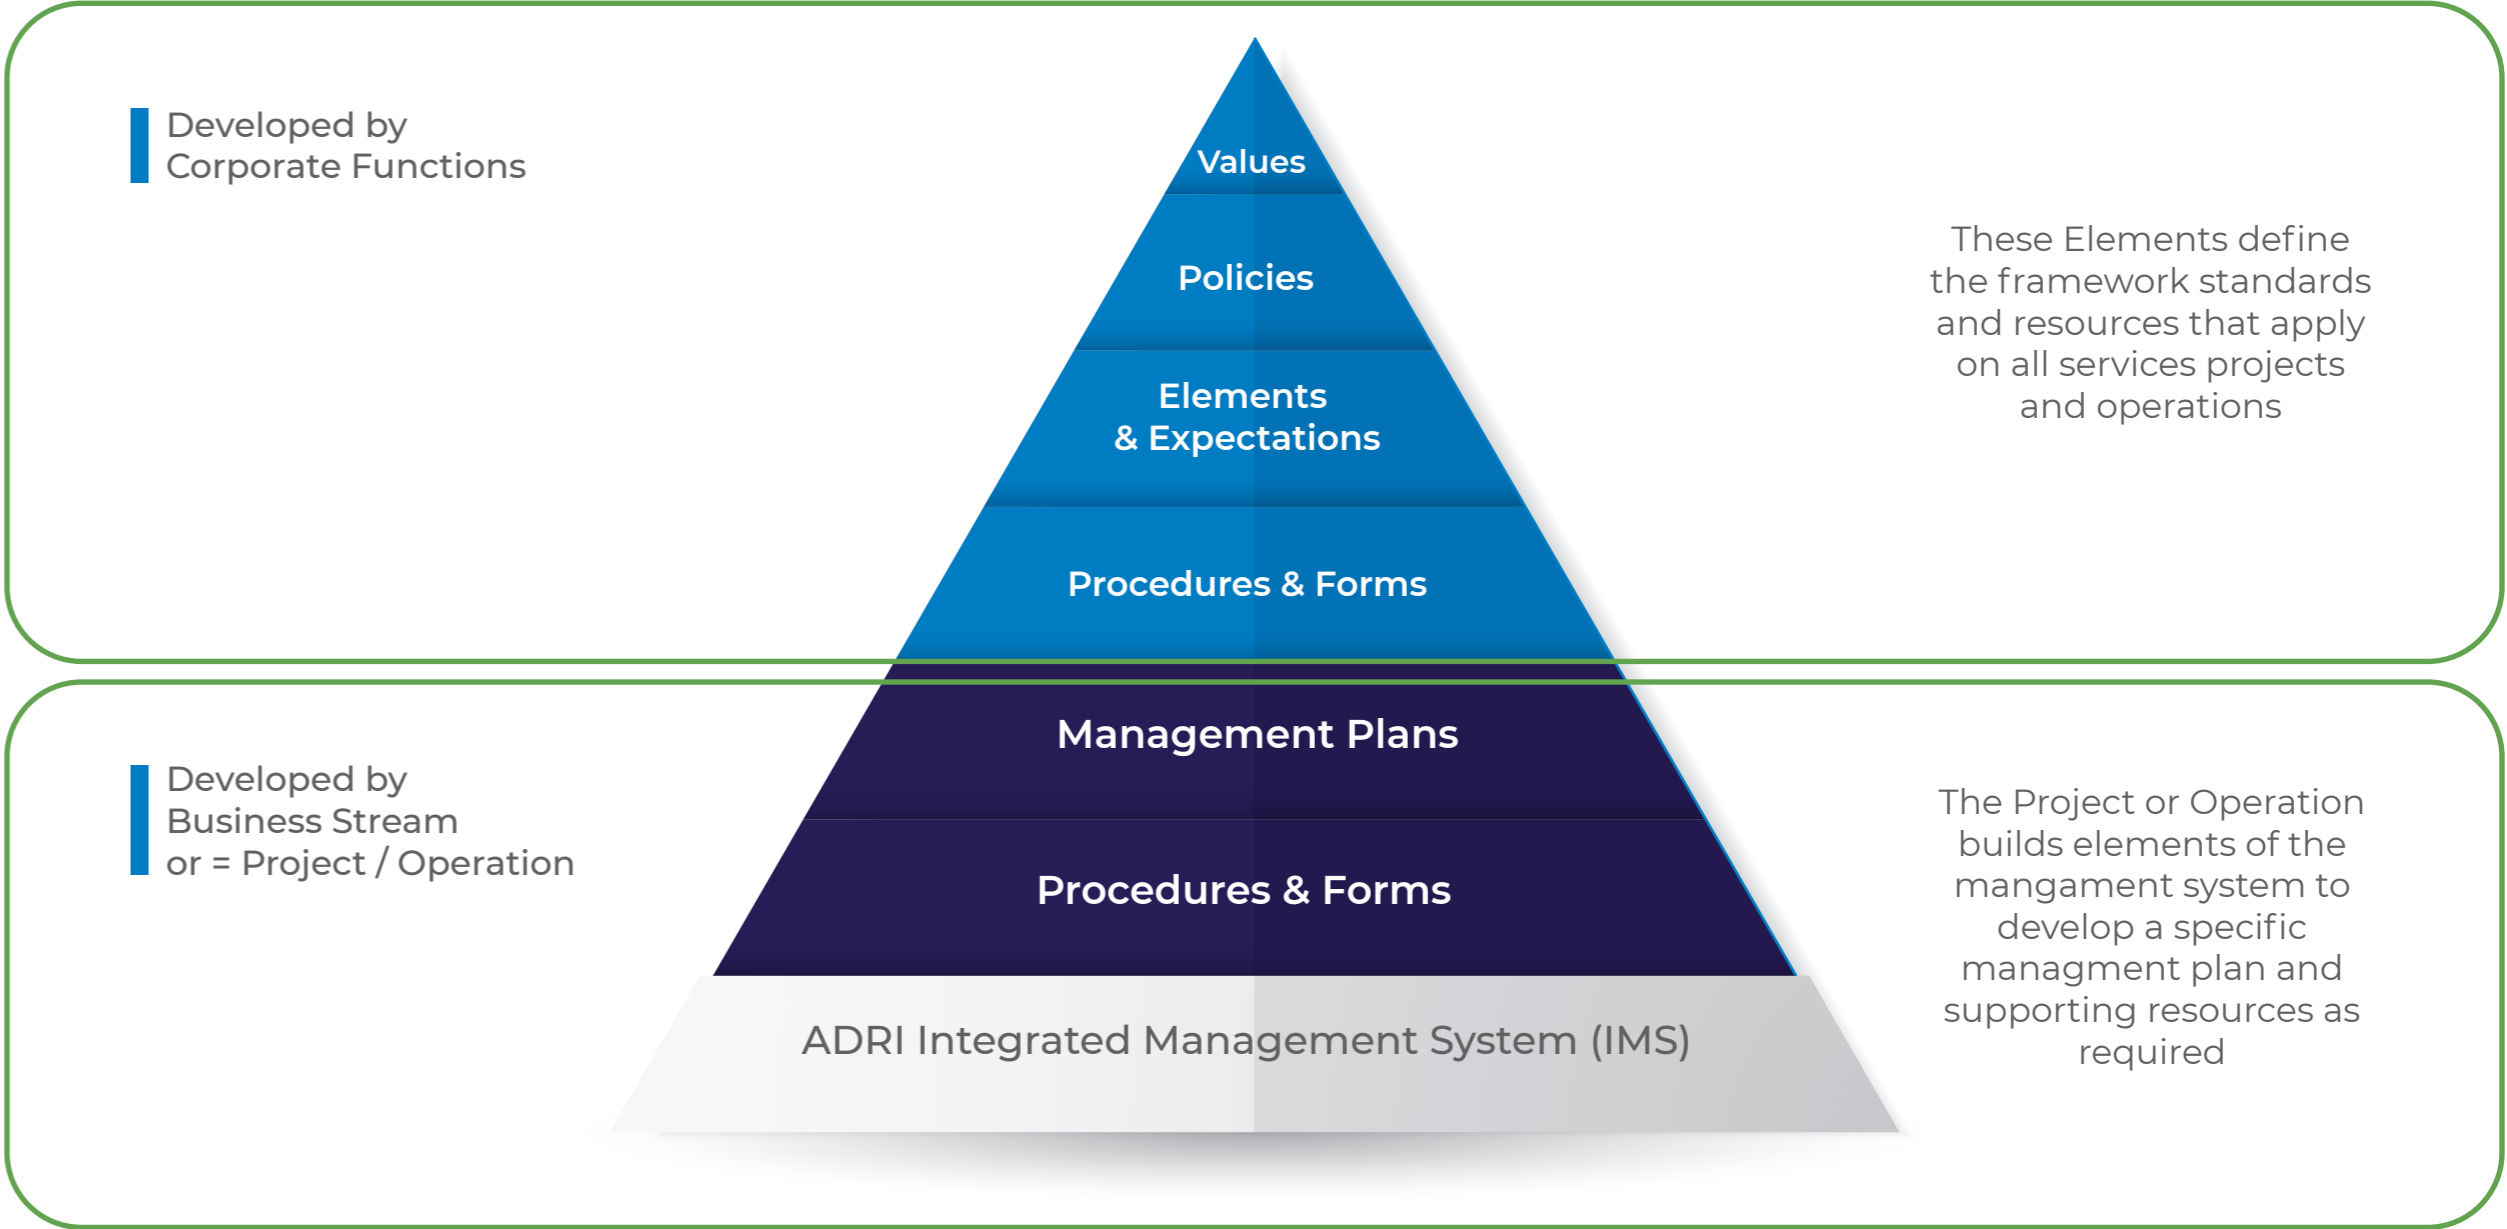 Developed by
Corporate Functions
Values
Policies
Elements
& Expectations
Procedures & Forms
These Elements define
the framework standards
and resources that apply
on all services projects
and operations
Developed by
Business Stream
or = Project / Operation
Management Plans
Procedures & Forms
ADRI Integrated Management System (IMS)
The Project or Operation
builds elements of the
mangament system to
develop a specific
managment plan and
supporting resources as
required